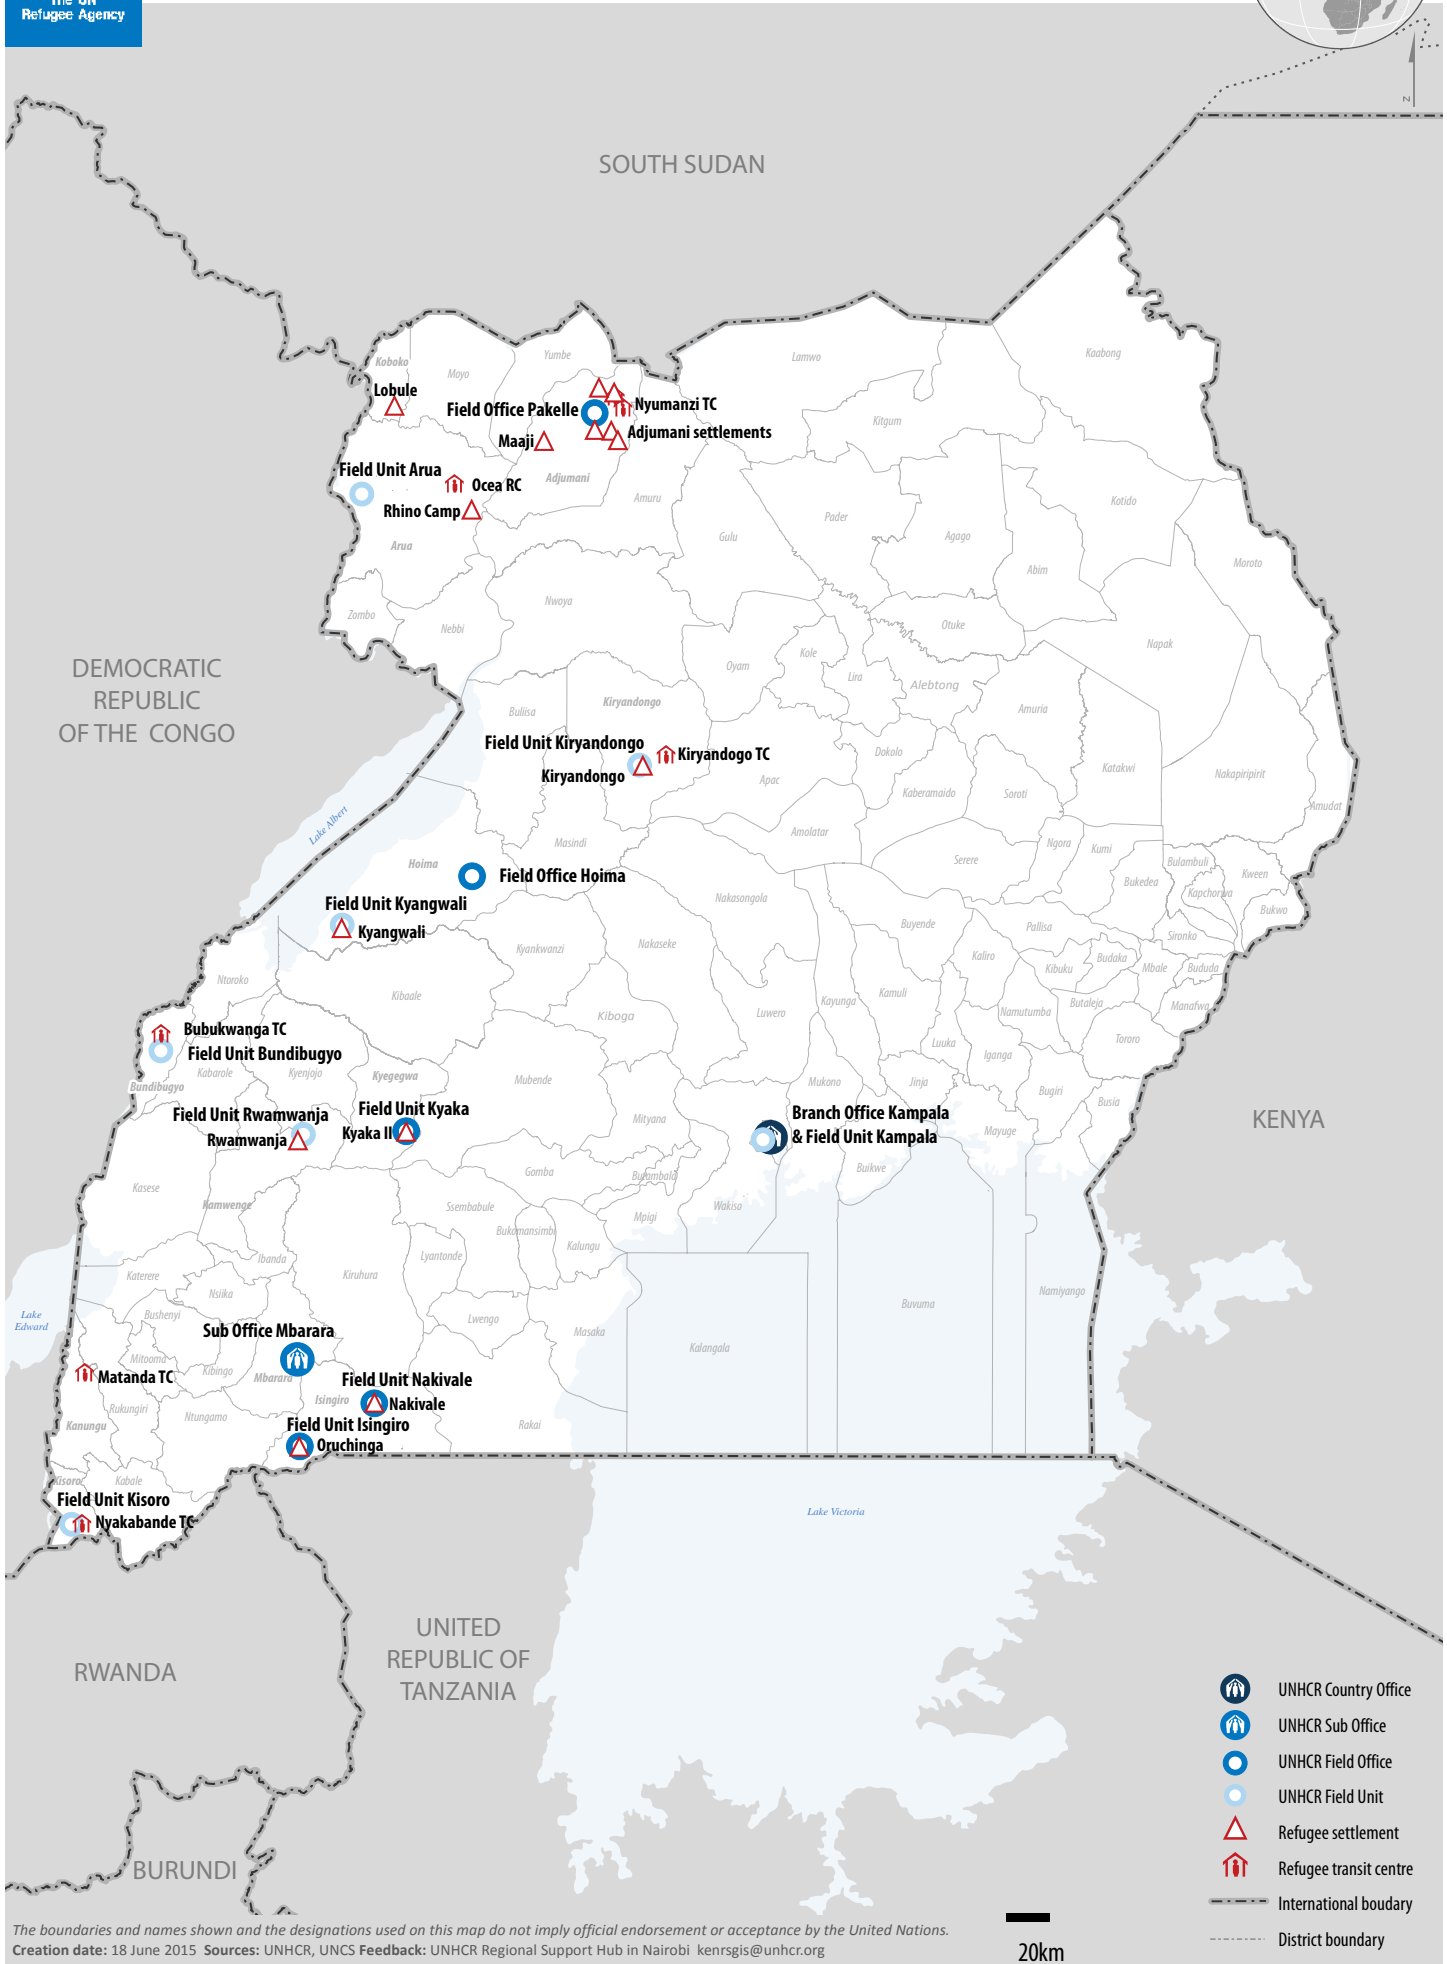 The UN
Refugee Agency
N
SOUTH SUDAN
Koboko
Moyo
Yumbe
Lamwo
Kaabong
Lobule
Field Office Pakelle
Nyumanzi TC
Kitgum
Maaji
Adjumani settlements
Field Unit Arua
Ocea RC
Adjumani
Amuru
Kotido
Rhino Camp
Pader
Arua
Gulu
Agago
Abim
Moroto
Zombo
Nebbi
Nwoya
Otuke
Napak
DEMOCRATIC
REPUBLIC
OF THE CONGO
Oyam
Kole
Lira
Alebtong
Amuria
Buliisa
Kiryandongo
Field Unit Kiryandongo
Kiryandogo TC
Kiryandongo
Apac
Dokolo
Katakwi
Nakapiripirit
Kaberamaido
Soroti
Amudat
Lake Albert
Masindi
Amolatar
Hoima
Field Office Hoima
Serere
Ngora
Kumi
Bulambuli
Kween
Bukedea
Kapchorwa
Bukwo
Field Unit Kyangwali
Kyangwali
Nakasongola
Buyende
Pallisa
Sironko
Kyankwanzi
Nakaseke
Kaliro
Kibuku
Budaka
Mbale
Bududa
Ntoroko
Kibaale
Kayunga
Kamuli
Namutumba
Butaleja
Manafwa
Kiboga
Luwero
Bubukwanga TC
Field Unit Bundibugyo
Luuka
Iganga
Tororo
Bundibugyo
Kabarole
Kyenjojo
Kyegegwa
Mubende
Mukono
Jinja
Bugiri
Busia
Field Unit Rwamwanja
Rwamwanja
Field Unit Kyaka
Kyaka II
Mityana
Branch Office Kampala
& Field Unit Kampala
Mayuge
KENYA
Kasese
Kamwenge
Gomba
Butambala
Buikwe
Ssembabule
Bukomansimbi
Mpigi
Wakiso
Kalungu
Katerere
Ibanda
Kiruhura
Lyantonde
Nsiika
Buvuma
Namiyango
Lake
Edward
Bushenyi
Lwengo
Masaka
Sub Office Mbarara
Mitooma
Kibingo
Mbarara
Kalangala
Matanda TC
Field Unit Nakivale
Nakivale
Isingiro
Rukungiri
Kanungu
Ntungamo
Field Unit Isingiro
Oruchinga
Rakai
Kisoro
Kabale
Field Unit Kisoro
Nyakabande TC
Lake Victoria
RWANDA
UNITED
REPUBLIC OF
TANZANIA
BURUNDI
UNHCR Country Office
UNHCR Sub Office
UNHCR Field Office
UNHCR Field Unit
Refugee settlement
Refugee transit centre
International boudary
District boundary
20km
The boundaries and names shown and the designations used on this map do not imply official endorsement or acceptance by the United Nations.
Creation date: 18 June 2015 Sources: UNHCR, UNCS Feedback: UNHCR Regional Support Hub in Nairobi kenrsgis@unhcr.org